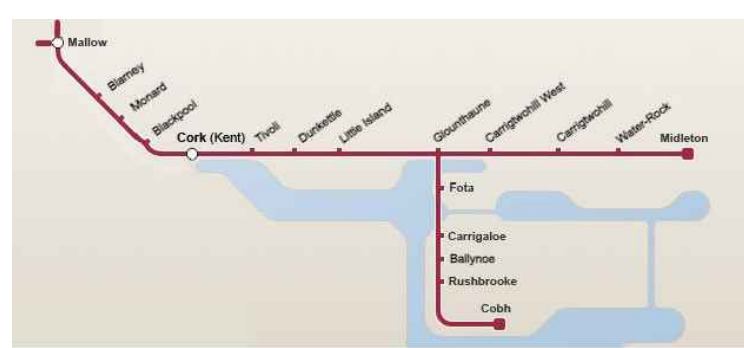 Mallow
Blarney
Monard
Blackpool
Cork (Kent)
Tivoli
Dunkettle
Little Island
Glounthaune
Carrigtwohill West
Carrigtwohill
Water-Rock
Midleton
Fota
Carrigaloe
Ballynoe
Rushbrooke
Cobh